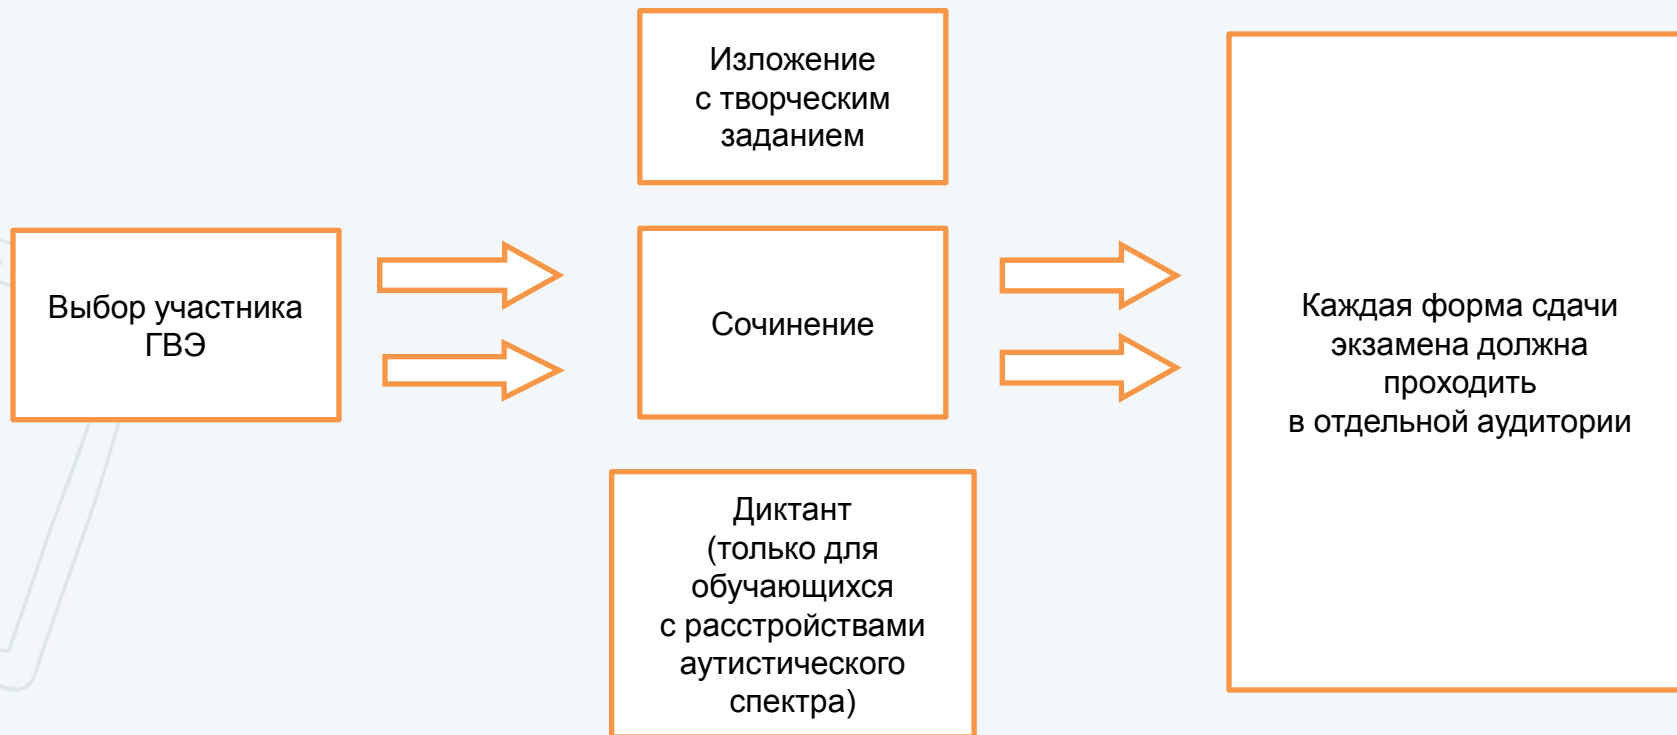 Выбор участника
ГВЭ
Изложение
с творческим
заданием
Сочинение
Диктант
(только для
обучающихся
с расстройствами
аутистического
спектра)
Каждая форма сдачи
экзамена должна
проходить
в отдельной аудитории